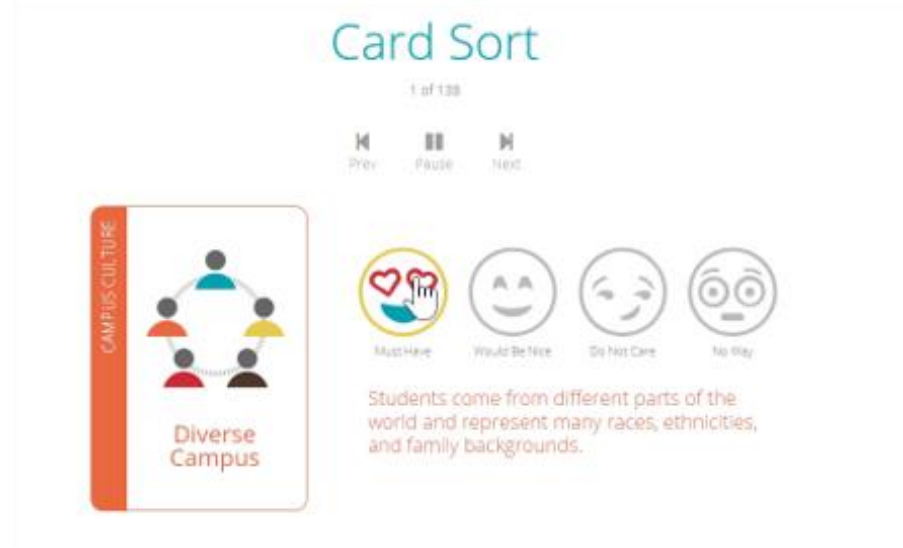 Card Sort
1 of 138
Prev Pause Next
CAMPUS CULTURE
Diverse
Campus
Must Have Would Be Nice Do Not Care No Way
Students come from different parts of the
world and represent many races, ethnicities,
and family backgrounds.